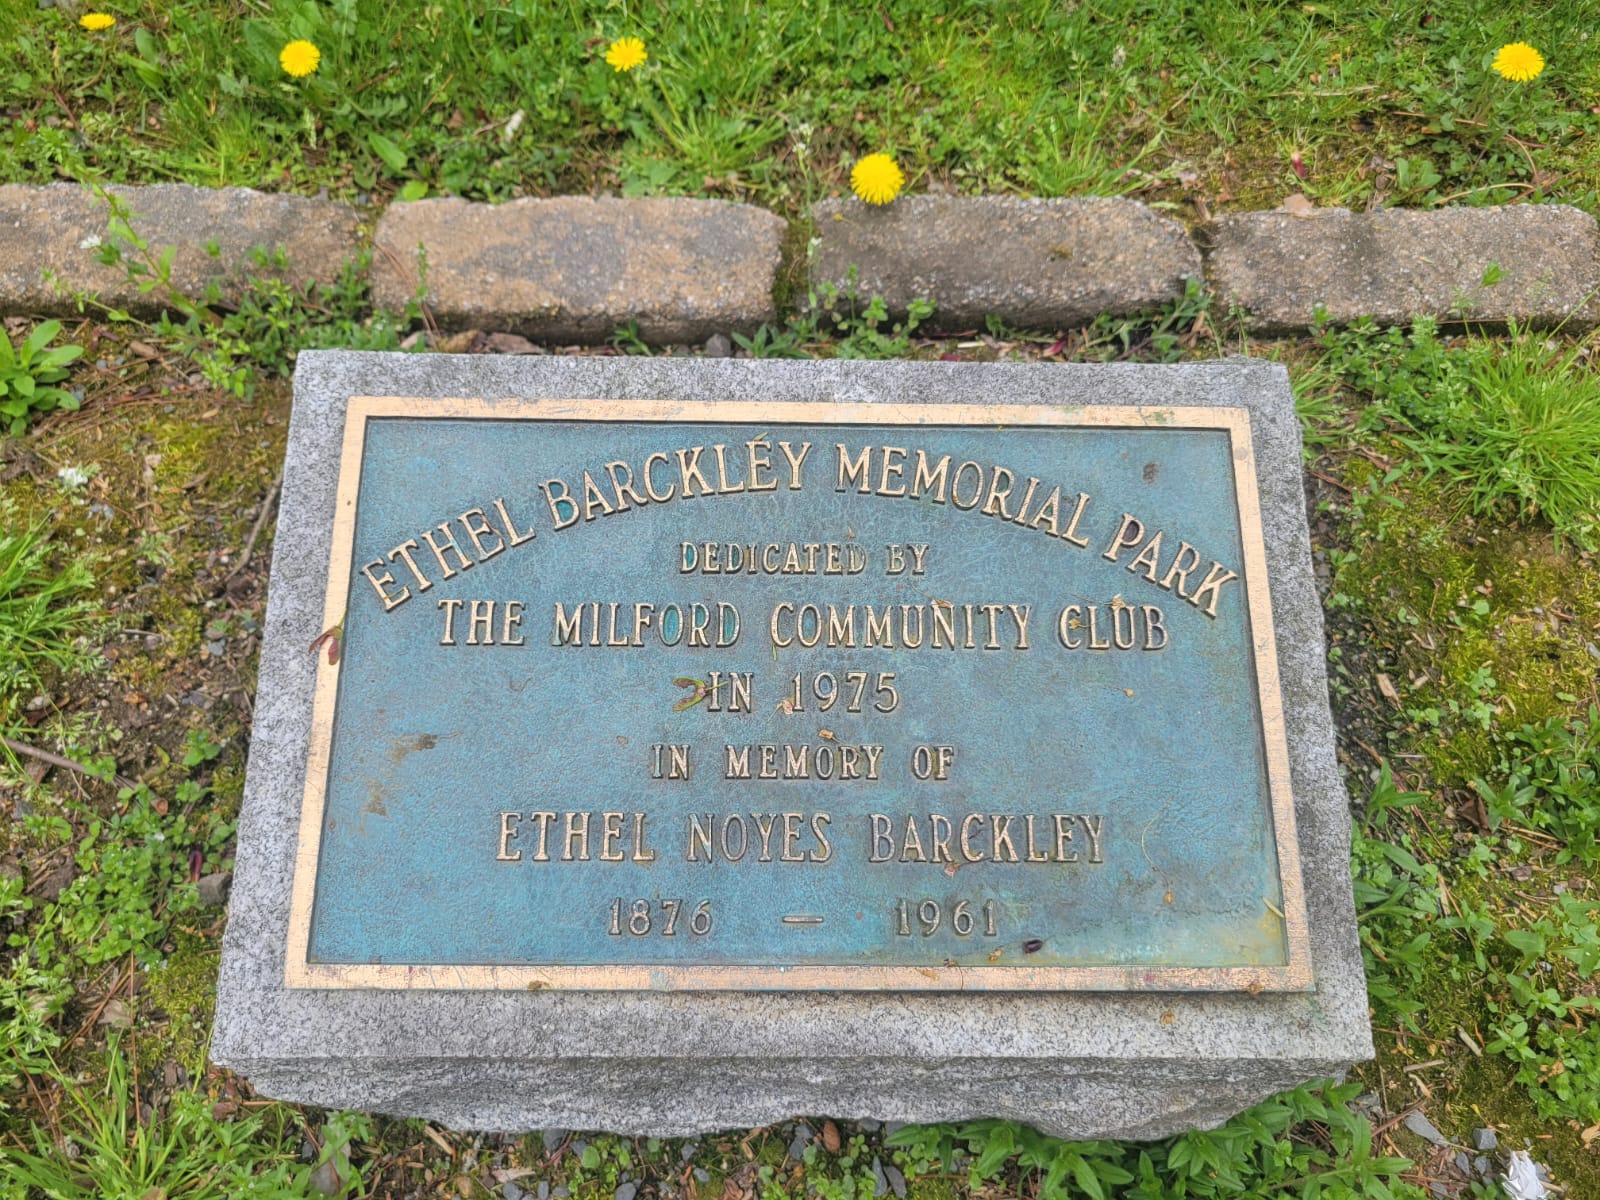 ETHEL BARCKLEY MEMORIAL PARK
DEDICATED BY
THE MILFORD COMMUNITY CLUB
IN 1975
IN MEMORY OF
ETHEL NOYES BARCKLEY
1876 — 1961